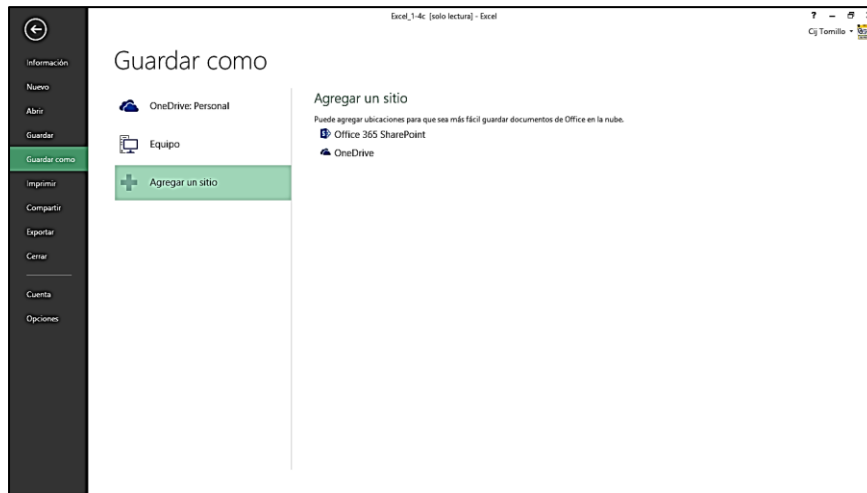 Excel_1-4c [solo lectura] - Excel
?
Cij Tomillo
Información
Nuevo
Abrir
Guardar
Guardar como
Imprimir
Compartir
Exportar
Cerrar
Cuenta
Opciones
Guardar como
OneDrive: Personal
Equipo
Agregar un sitio
Agregar un sitio
Puede agregar ubicaciones para que sea más fácil guardar documentos de Office en la nube.
Office 365 SharePoint
OneDrive